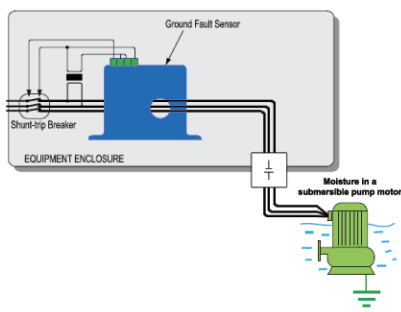 Ground Fault Sensor
Shunt-trip Breaker
EQUIPMENT ENCLOSURE
Moisture in a
submersible pump motor